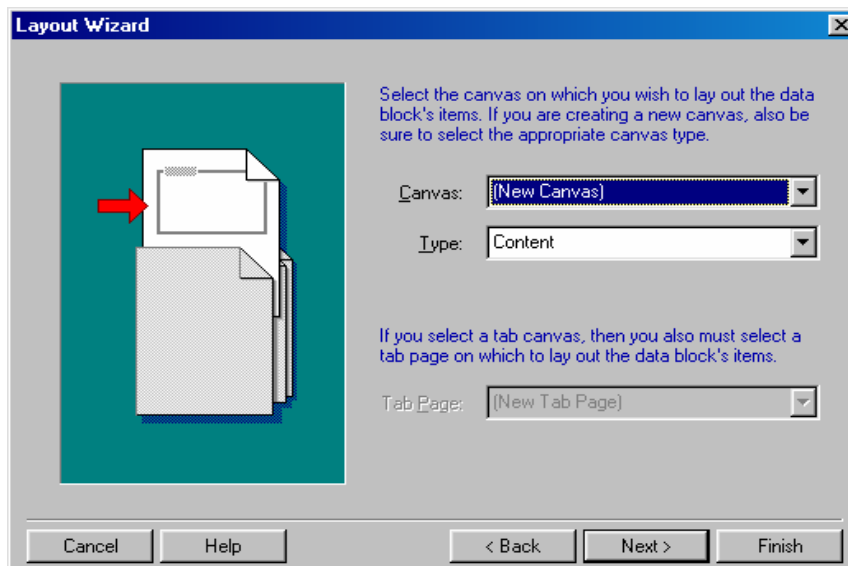 Layout Wizard
Select the canvas on which you wish to lay out the data
block's items. If you are creating a new canvas, also be
sure to select the appropriate canvas type.
Canvas: (New Canvas)
Type: Content
If you select a tab canvas, then you also must select a
tab page on which to lay out the data block's items.
Tab Page: (New Tab Page)
Cancel Help < Back Next > Finish